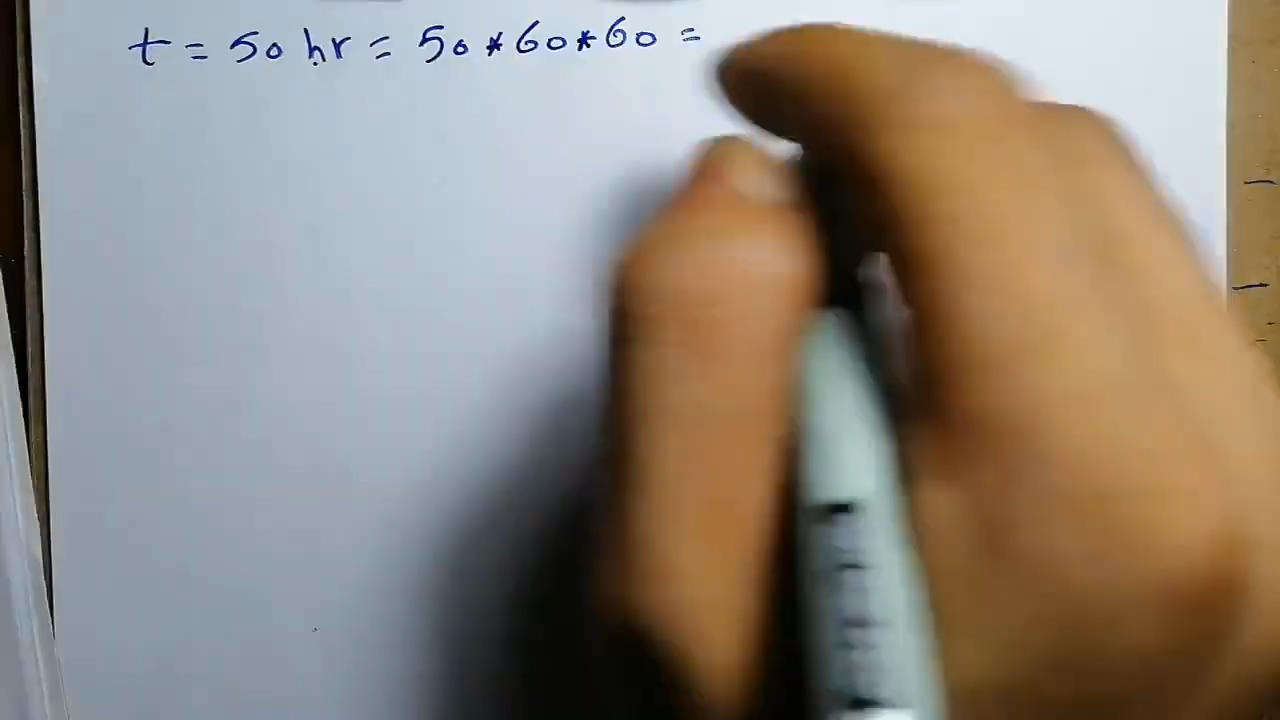 t = 50 hr = 50 * 60 * 60 =